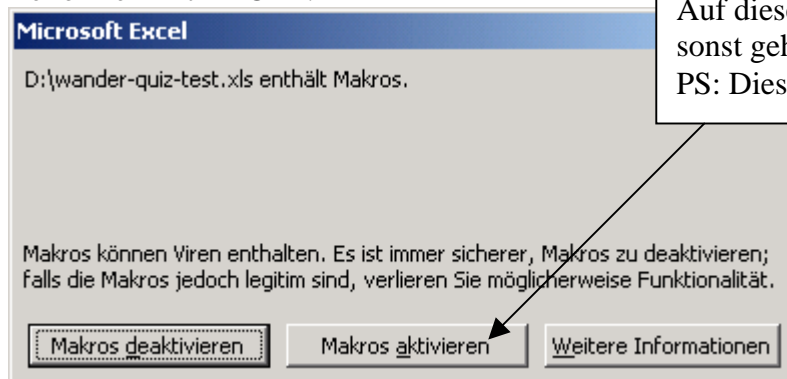 Microsoft Excel
Auf diese
sonst geh
PS: Dies
D:\wander-quiz-test.xls enthält Makros.
Makros können Viren enthalten. Es ist immer sicherer, Makros zu deaktivieren;
falls die Makros jedoch legitim sind, verlieren Sie möglicherweise Funktionalität.
Makros deaktivieren
Makros aktivieren
Weitere Informationen